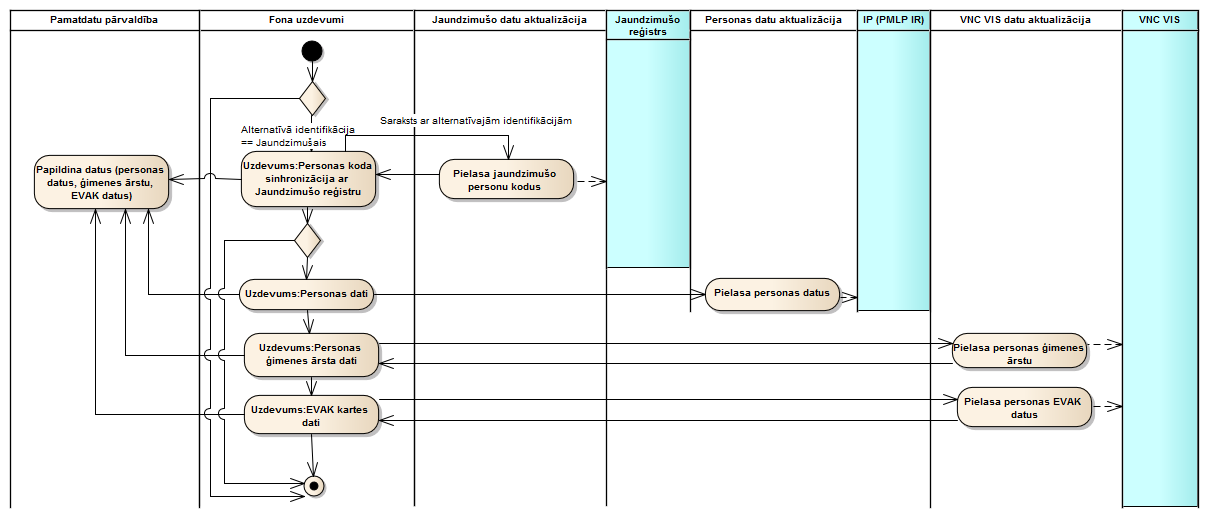 Pamatdatu pārvaldība
Fona uzdevumi
Jaundzimušo datu aktualizācija
Jaundzimušo
reģistrs
Personas datu aktualizācija
IP (PMLP IR)
VNC VIS datu aktualizācija
VNC VIS
Saraksts ar alternatīvajām identifikācijām
Alternatīvā identifikācija
== Jaundzimušais
Papildina datus (personas
datus, ģimenes ārstu,
EVAK datus)
Uzdevums:Personas koda
sinhronizācija ar
Jaundzimušo reģistru
Pielasa jaundzimušo
personu kodus
Uzdevums:Personas dati
Pielasa personas datus
Uzdevums:Personas
ģimenes ārsta dati
Pielasa personas ģimenes
ārstu
Uzdevums:EVAK kartes
dati
Pielasa personas EVAK
datus